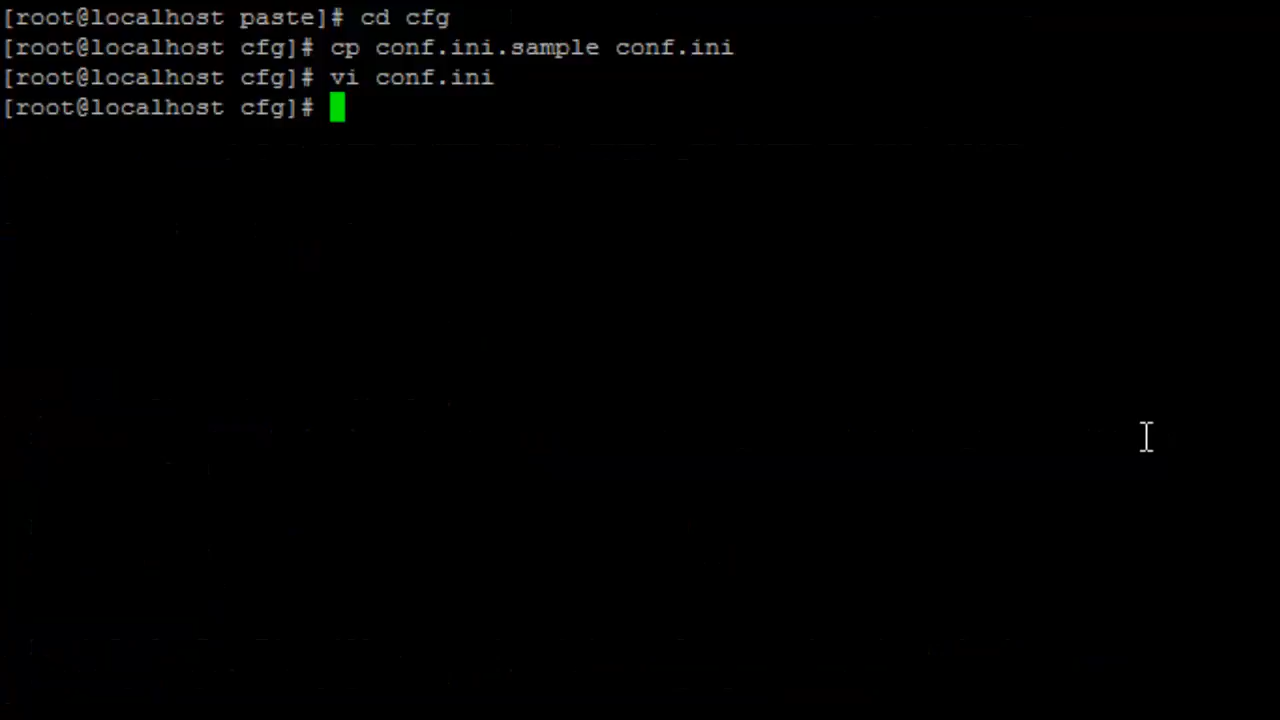 [root@localhost paste]# cd cfg
[root@localhost cfg]# cp conf.ini.sample conf.ini
[root@localhost cfg]# vi conf.ini
[root@localhost cfg]#